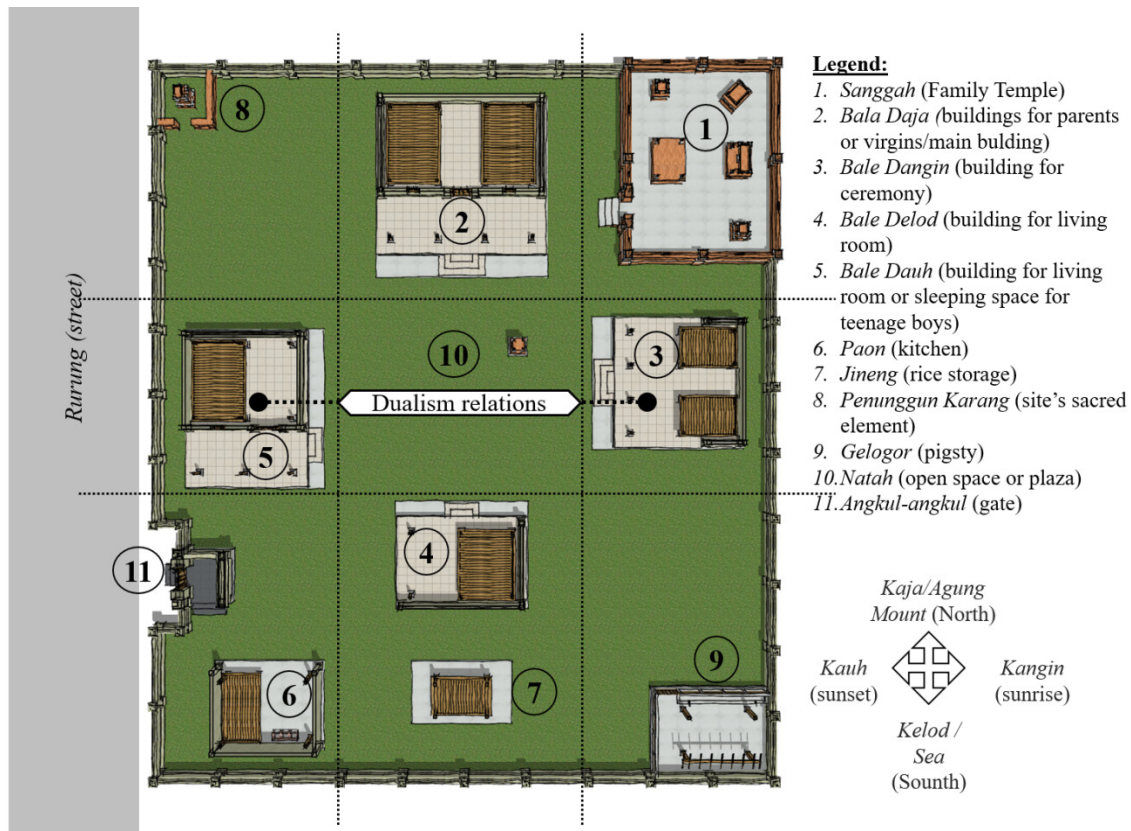 Rurung (street)
8
1
2
10
3
Dualism relations
5
4
11
6
7
9
Legend:
1. Sanggah (Family Temple)
2. Bala Daja (buildings for parents
or virgins/main bulding)
3. Bale Dangin (building for
ceremony)
4. Bale Delod (building for living
room)
5. Bale Dauh (building for living
room or sleeping space for
teenage boys)
6. Paon (kitchen)
7. Jineng (rice storage)
8. Penunggun Karang (site's sacred
element)
9. Gelogor (pigsty)
10. Natah (open space or plaza)
11. Angkul-angkul (gate)
Kaja/Agung
Mount (North)
Kauh
(sunset)
Kangin
(sunrise)
Kelod /
Sea
(Sounth)